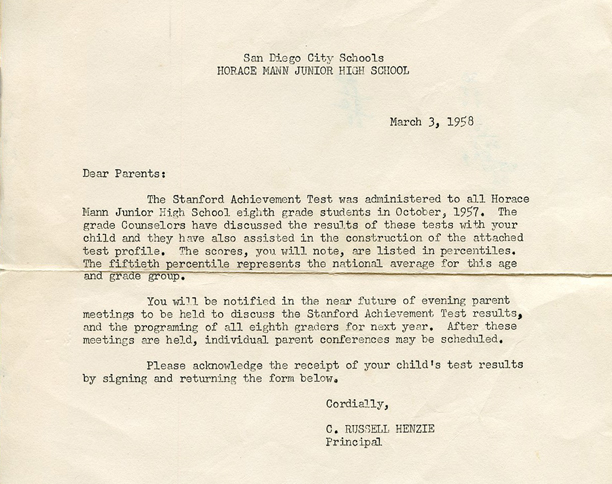 San Diego City Schools
HORACE MANN JUNIOR HIGH SCHOOL
March 3, 1958
Dear Parents:
The Stanford Achievement Test was administered to all Horace
Mann Junior High School eighth grade students in October, 1957. The
grade Counselors have discussed the results of these tests with your
child and they have also assisted in the construction of the attached
test profile. The scores, you will note, are listed in percentiles.
The fiftieth percentile represents the national average for this age
and grade group.
You will be notified in the near future of evening parent
meetings to be held to discuss the Stanford Achievement Test results,
and the programing of all eighth graders for next year. After these
meetings are held, individual parent conferences may be scheduled.
Please acknowledge the receipt of your child's test results
by signing and returning the form below.
Cordially,
C. RUSSELL HENZIE
Principal